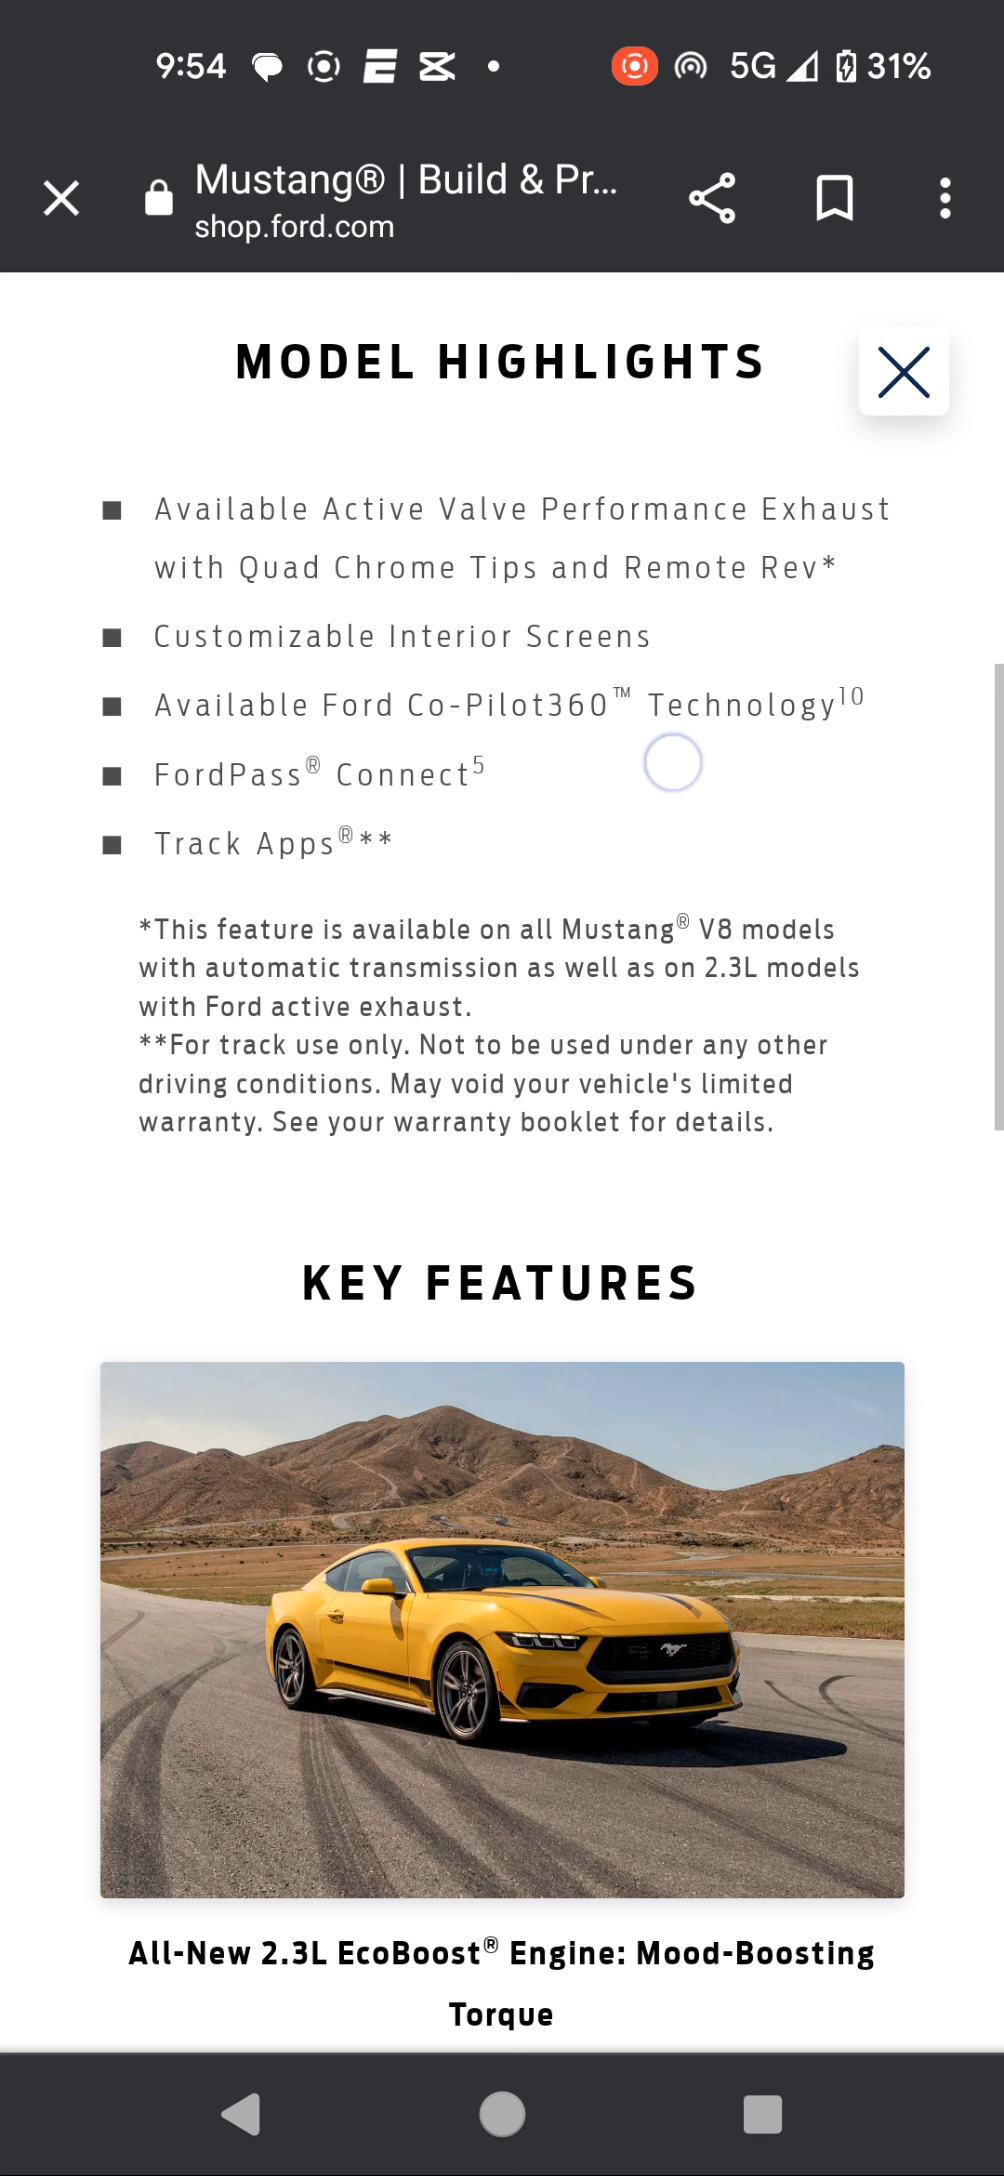 9:54
5G
31%
Mustang® | Build & Pr...
shop.ford.com
MODEL HIGHLIGHTS
■ Available Active Valve Performance Exhaust
with Quad Chrome Tips and Remote Rev*
■ Customizable Interior Screens
■ Available Ford Co-Pilot360™ Technology¹⁰
■ FordPass® Connect⁵
■ Track Apps®**
*This feature is available on all Mustang® V8 models
with automatic transmission as well as on 2.3L models
with Ford active exhaust.
**For track use only. Not to be used under any other
driving conditions. May void your vehicle's limited
warranty. See your warranty booklet for details.
KEY FEATURES
All-New 2.3L EcoBoost® Engine: Mood-Boosting
Torque